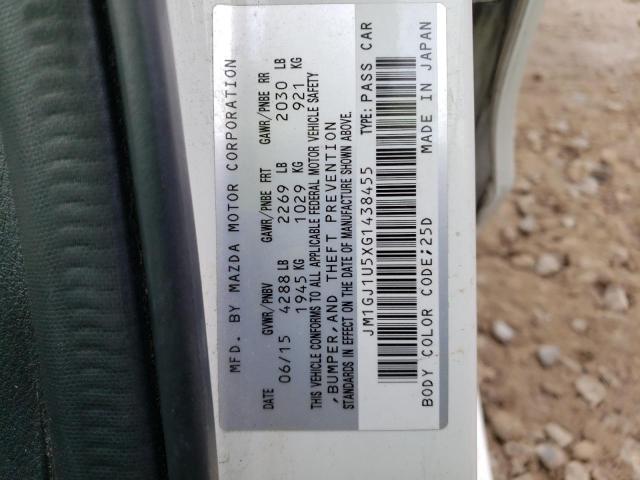 MFD. BY MAZDA MOTOR CORPORATION
DATE GVWR/PNBV GAWR/PNBE FRT GAWR/PNBE RR
06/15 4288 LB 2269 LB 2030 LB
1945 KG 1029 KG 921 KG
THIS VEHICLE CONFORMS TO ALL APPLICABLE FEDERAL MOTOR VEHICLE SAFETY
,BUMPER,AND THEFT PREVENTION
STANDARDS IN EFFECT ON THE DATE OF MANUFACTURE SHOWN ABOVE.
JM1GJ1U5XG1438455 TYPE: PASS CAR
BODY COLOR CODE;25D MADE IN JAPAN